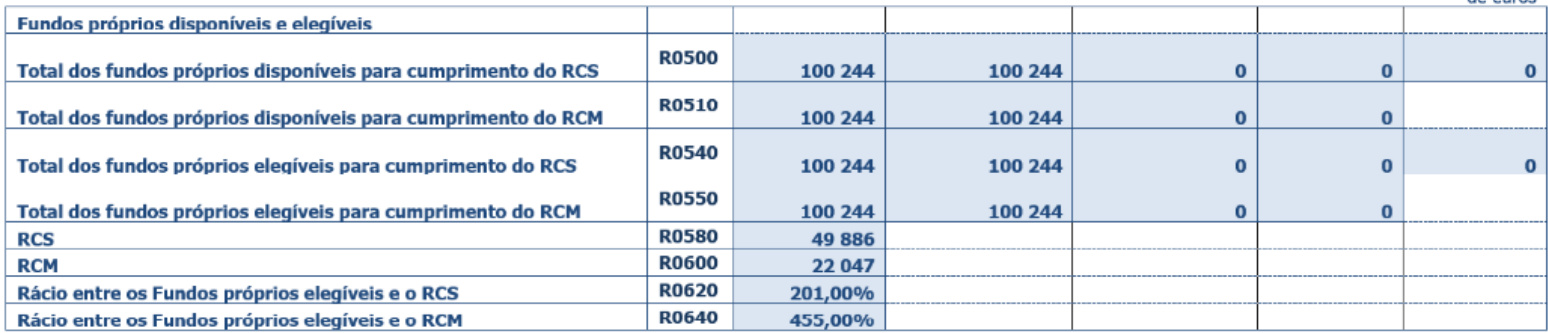 de euros
Fundos próprios disponíveis e elegíveis
Total dos fundos próprios disponíveis para cumprimento do RCS R0500 100 244 100 244 0 0 0
Total dos fundos próprios disponíveis para cumprimento do RCM R0510 100 244 100 244 0 0
Total dos fundos próprios elegíveis para cumprimento do RCS R0540 100 244 100 244 0 0 0
Total dos fundos próprios elegíveis para cumprimento do RCM R0550 100 244 100 244 0 0
RCS R0580 49 886
RCM R0600 22 047
Rácio entre os Fundos próprios elegíveis e o RCS R0620 201,00%
Rácio entre os Fundos próprios elegíveis e o RCM R0640 455,00%